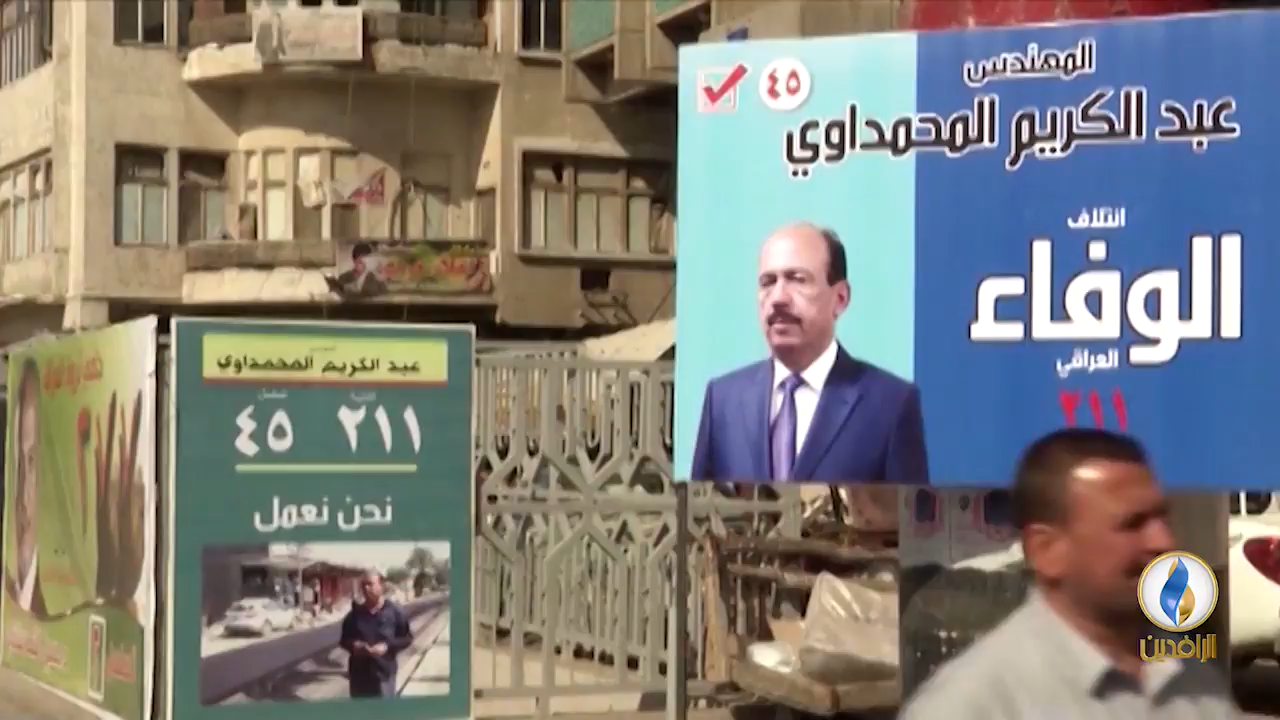 ٤٥
المهندس
عبد الكريم المحمداوي
ائتلاف
الوفاء
العراقي
٢١١
عبد الكريم المحمداوي
٤٥ ٢١١
نحن نعمل
الرافدين